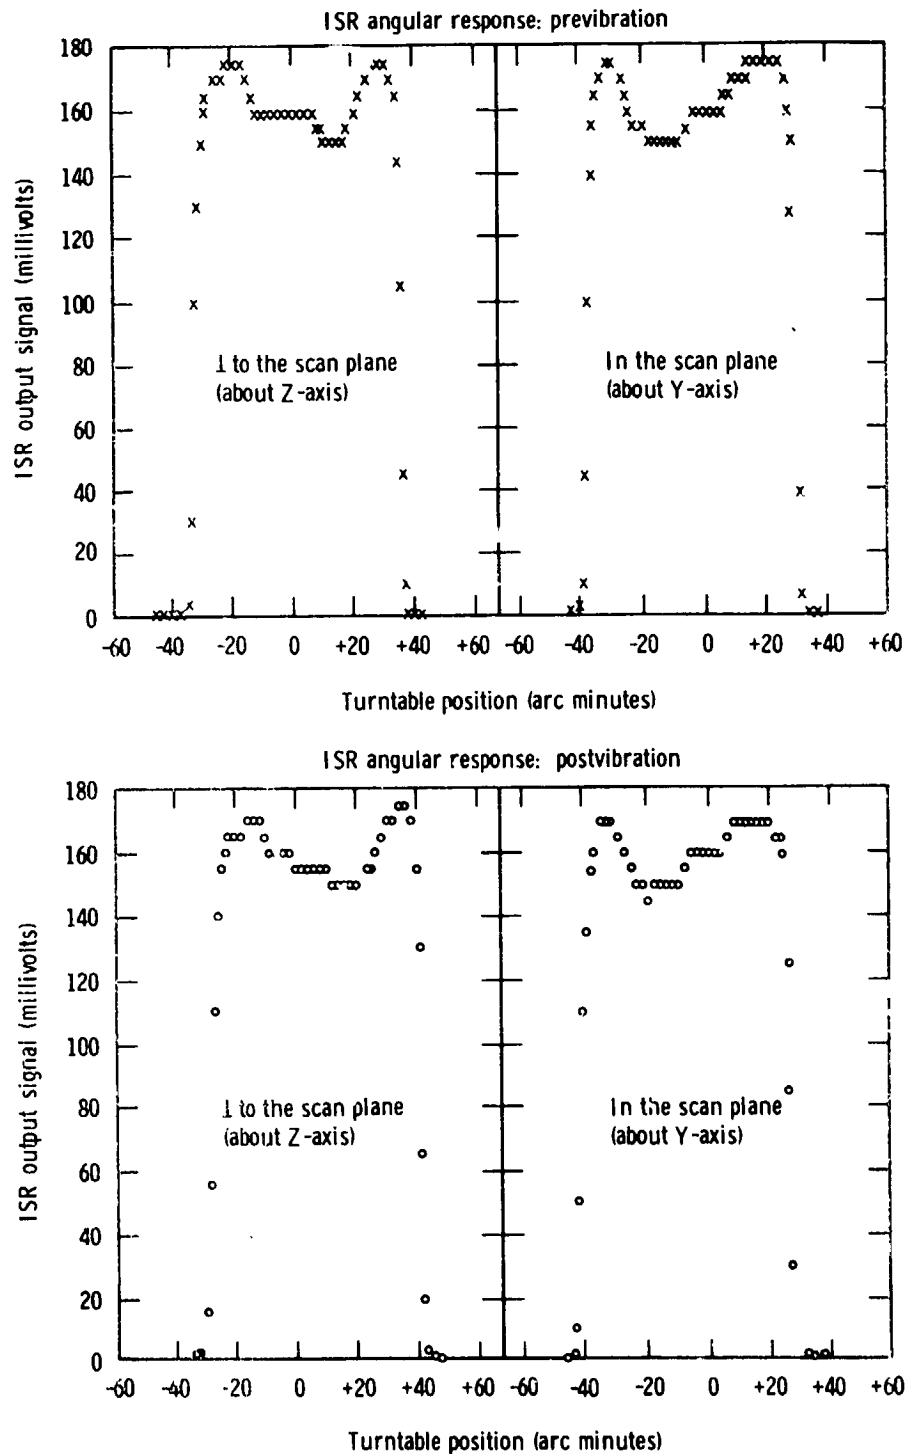 ISR angular response: previbration
180
160
140
120
100
80
60
40
20
0
ISR output signal (millivolts)
⊥ to the scan plane
(about Z-axis)
In the scan plane
(about Y-axis)
-60 -40 -20 0 +20 +40 +60 -60 -40 -20 0 +20 +40 +60
Turntable position (arc minutes)
ISR angular response: postvibration
180
160
140
120
100
80
60
40
20
0
ISR output signal (millivolts)
⊥ to the scan plane
(about Z-axis)
In the scan plane
(about Y-axis)
-60 -40 -20 0 +20 +40 +60 -60 -40 -20 0 +20 +40 +60
Turntable position (arc minutes)